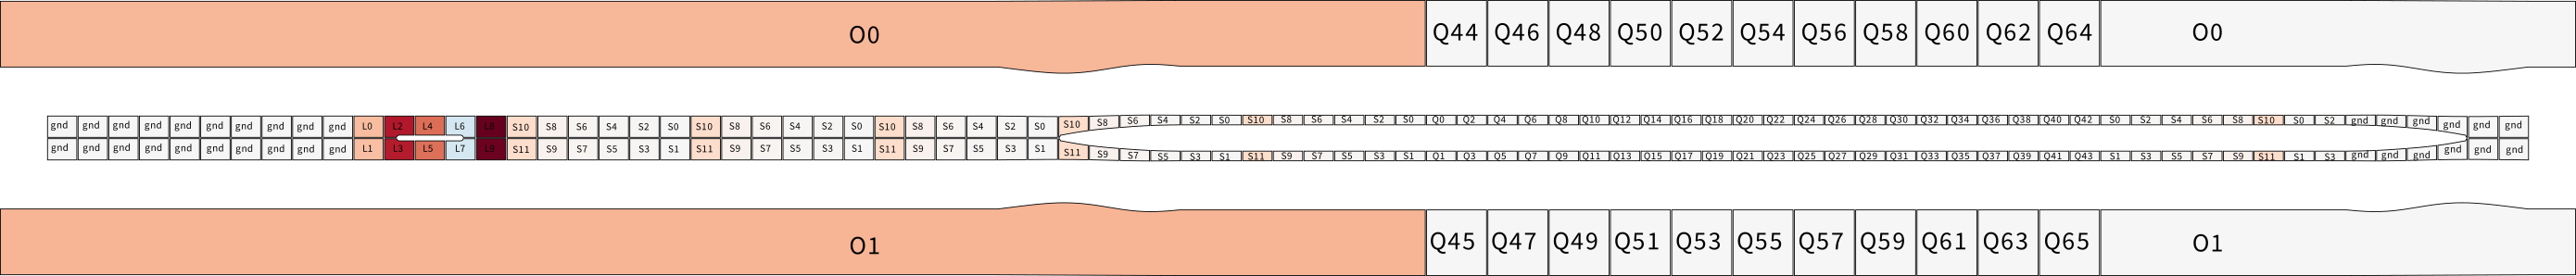 O0 Q44 Q46 Q48 Q50 Q52 Q54 Q56 Q58 Q60 Q62 Q64 O0
gnd gnd gnd gnd gnd gnd gnd gnd gnd gnd L0 L2 L4 L6 L8 S10 S8 S6 S4 S2 S0 S10 S8 S6 S4 S2 S0 S10 S8 S6 S4 S2 S0 S10 S8 S6 S4 S2 S0 S10 S8 S6 S4 S2 S0 Q0 Q2 Q4 Q6 Q8 Q10 Q12 Q14 Q16 Q18 Q20 Q22 Q24 Q26 Q28 Q30 Q32 Q34 Q36 Q38 Q40 Q42 S0 S2 S4 S6 S8 S10 S0 S2 gnd gnd gnd gnd gnd gnd
gnd gnd gnd gnd gnd gnd gnd gnd gnd gnd L1 L3 L5 L7 L9 S11 S9 S7 S5 S3 S1 S11 S9 S7 S5 S3 S1 S11 S9 S7 S5 S3 S1 S11 S9 S7 S5 S3 S1 S11 S9 S7 S5 S3 S1 Q1 Q3 Q5 Q7 Q9 Q11 Q13 Q15 Q17 Q19 Q21 Q23 Q25 Q27 Q29 Q31 Q33 Q35 Q37 Q39 Q41 Q43 S1 S3 S5 S7 S9 S11 S1 S3 gnd gnd gnd gnd gnd gnd
O1 Q45 Q47 Q49 Q51 Q53 Q55 Q57 Q59 Q61 Q63 Q65 O1